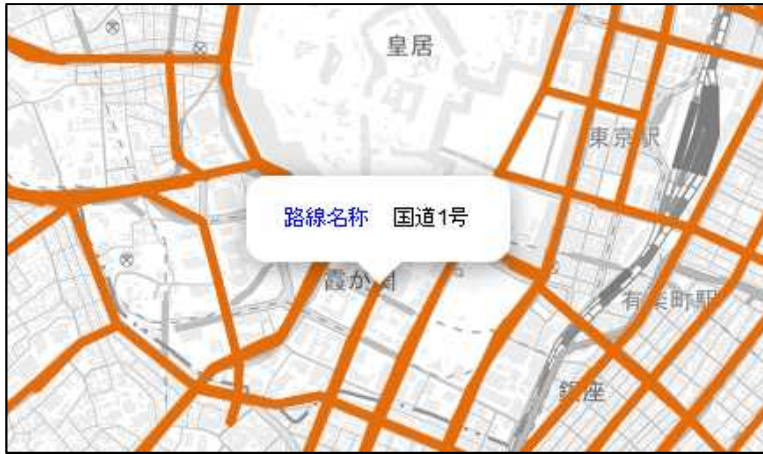 皇居
東京駅
路線名称 国道1号
霞が関
有楽町駅
銀座